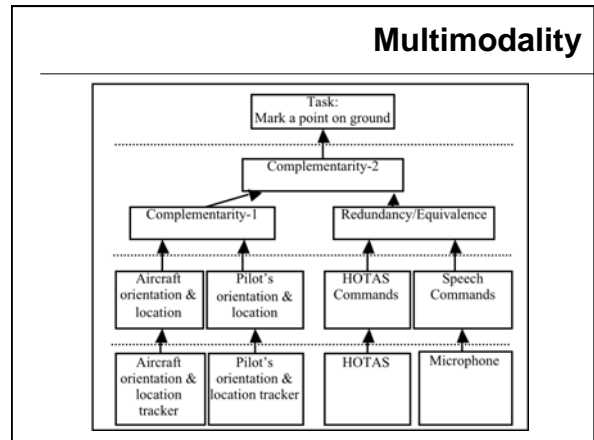 Multimodality
Task:
Mark a point on ground
Complementarity-2
Complementarity-1
Redundancy/Equivalence
Aircraft
orientation &
location
Pilot's
orientation &
location
HOTAS
Commands
Speech
Commands
Aircraft
orientation &
location
tracker
Pilot's
orientation &
location tracker
HOTAS
Microphone